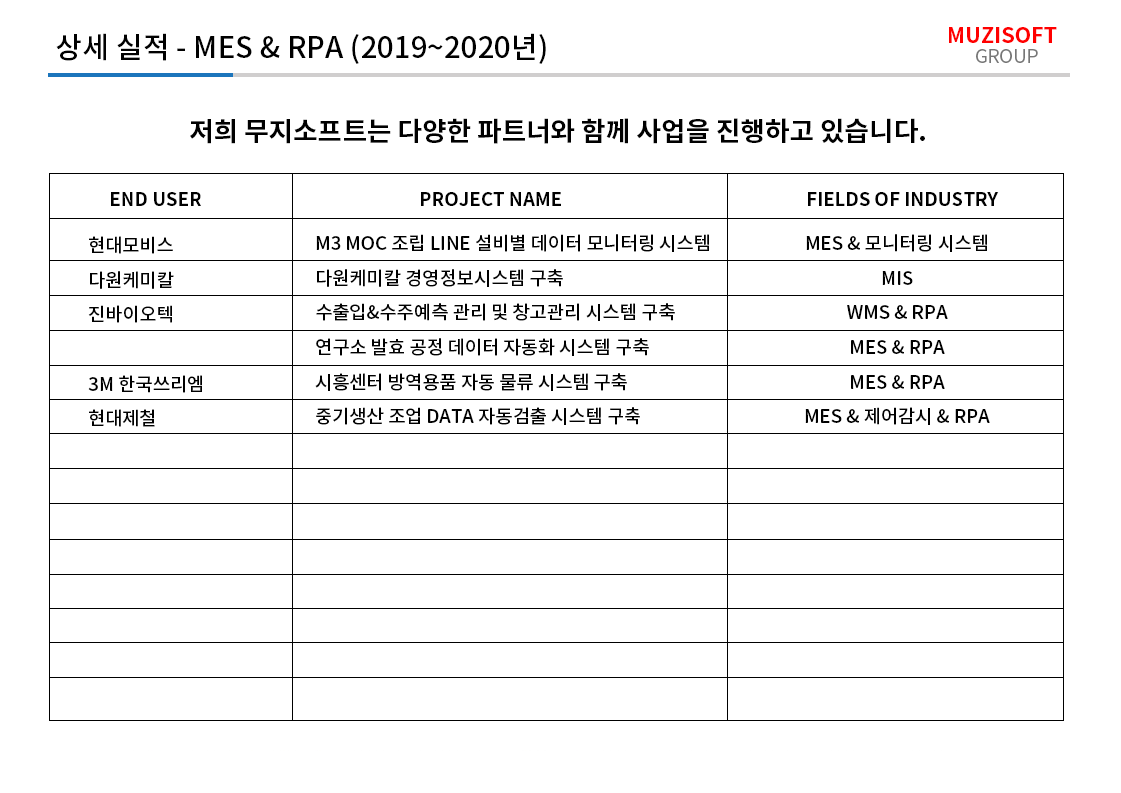 상세 실적 - MES & RPA (2019~2020년)
MUZISOFT
GROUP
저희 무지소프트는 다양한 파트너와 함께 사업을 진행하고 있습니다.
END USER PROJECT NAME FIELDS OF INDUSTRY
현대모비스 M3 MOC 조립 LINE 설비별 데이터 모니터링 시스템 MES & 모니터링 시스템
다원케미칼 다원케미칼 경영정보시스템 구축 MIS
진바이오텍 수출입&수주예측 관리 및 창고관리 시스템 구축 WMS & RPA
연구소 발효 공정 데이터 자동화 시스템 구축 MES & RPA
3M 한국쓰리엠 시흥센터 방역용품 자동 물류 시스템 구축 MES & RPA
현대제철 중기생산 조업 DATA 자동검출 시스템 구축 MES & 제어감시 & RPA